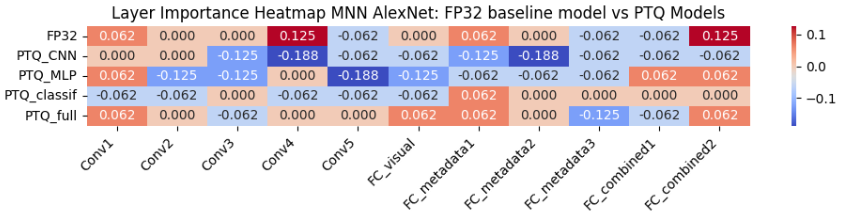 Layer Importance Heatmap MNN AlexNet: FP32 baseline model vs PTQ Models
FP32 0.062 0.000 0.000 0.125 -0.062 0.000 0.062 0.000 -0.062 -0.062 0.125
PTQ_CNN 0.000 0.000 -0.125 -0.188 -0.062 -0.062 -0.125 -0.188 -0.062 -0.062 -0.062
PTQ_MLP 0.062 -0.125 -0.125 0.000 -0.188 -0.125 -0.062 -0.062 -0.062 0.062 0.062
PTQ_classif -0.062 -0.062 0.000 -0.062 -0.062 -0.062 0.062 0.000 0.000 0.000 0.000
PTQ_full 0.062 0.000 -0.062 0.000 0.000 0.062 0.062 0.000 -0.125 -0.062 0.062
Conv1 Conv2 Conv3 Conv4 Conv5 FC_visual FC_metadata1 FC_metadata2 FC_metadata3 FC_combined1 FC_combined2
0.1
0.0
−0.1